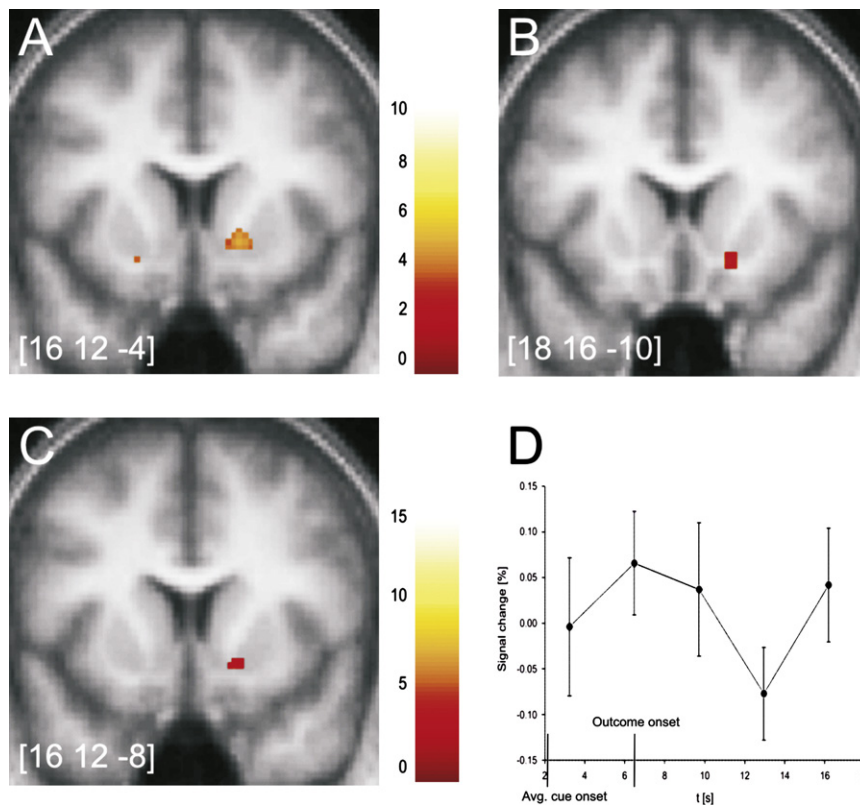 A
[16 12 -4]
10
8
6
4
2
0
B
[18 16 -10]
C
[16 12 -8]
15
10
5
0
D
0.15
0.10
0.05
0.00
-0.05
-0.10
-0.15
Signal change [%]
Outcome onset
2 4 6 8 10 12 14 16
Avg. cue onset
t [s]